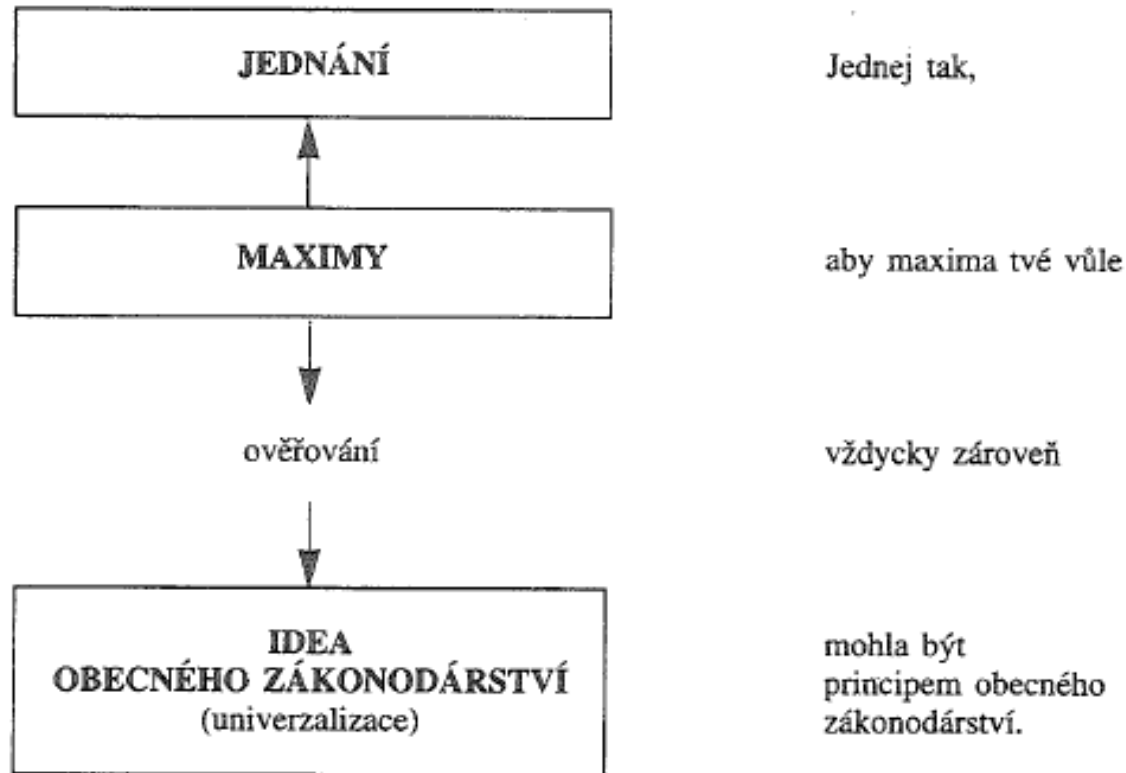 JEDNÁNÍ
Jednej tak,
MAXIMY
aby maxima tvé vůle
ověřování
vždycky zároveň
IDEA
OBECNÉHO ZÁKONODÁRSTVÍ
(univerzalizace)
mohla být
principem obecného
zákonodárství.